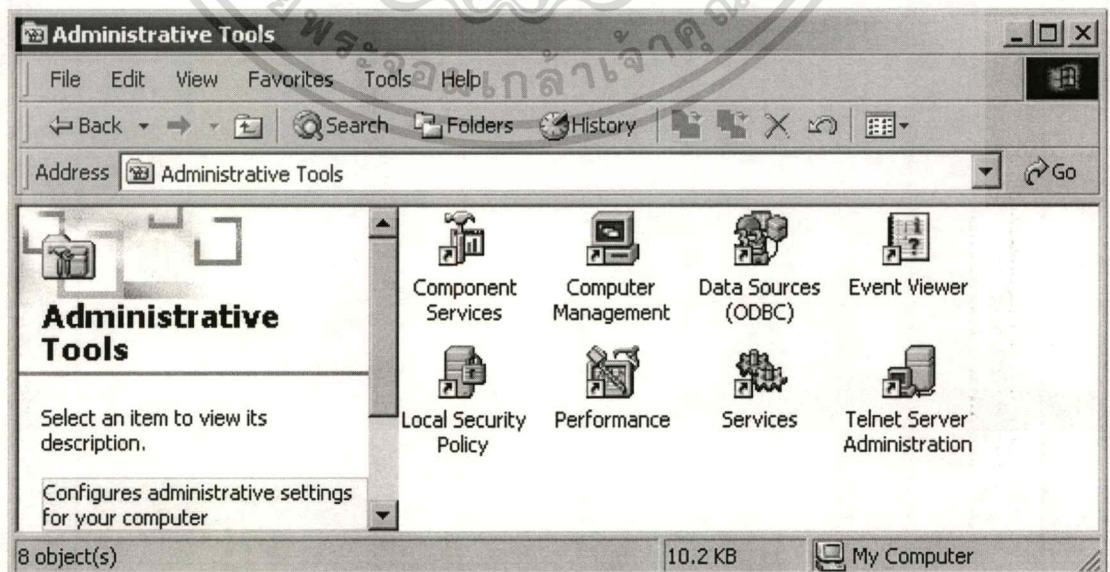 Administrative Tools
File Edit View Favorites Tools Help
Back Search Folders History
Address Administrative Tools Go
Administrative
Tools
Select an item to view its
description.
Configures administrative settings
for your computer
Component
Services
Computer
Management
Data Sources
(ODBC)
Event Viewer
Local Security
Policy
Performance
Services
Telnet Server
Administration
8 object(s) 10.2 KB My Computer